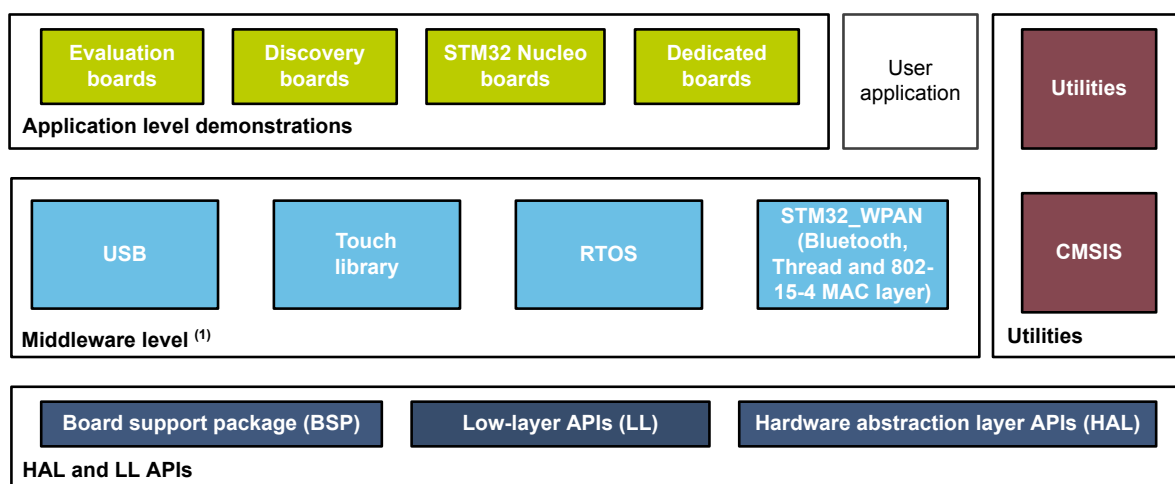 Evaluation
boards
Discovery
boards
STM32 Nucleo
boards
Dedicated
boards
Application level demonstrations
User
application
Utilities
USB
Touch
library
RTOS
STM32_WPAN
(Bluetooth,
Thread and 802-
15-4 MAC layer)
Middleware level (1)
CMSIS
Utilities
Board support package (BSP)
Low-layer APIs (LL)
Hardware abstraction layer APIs (HAL)
HAL and LL APIs